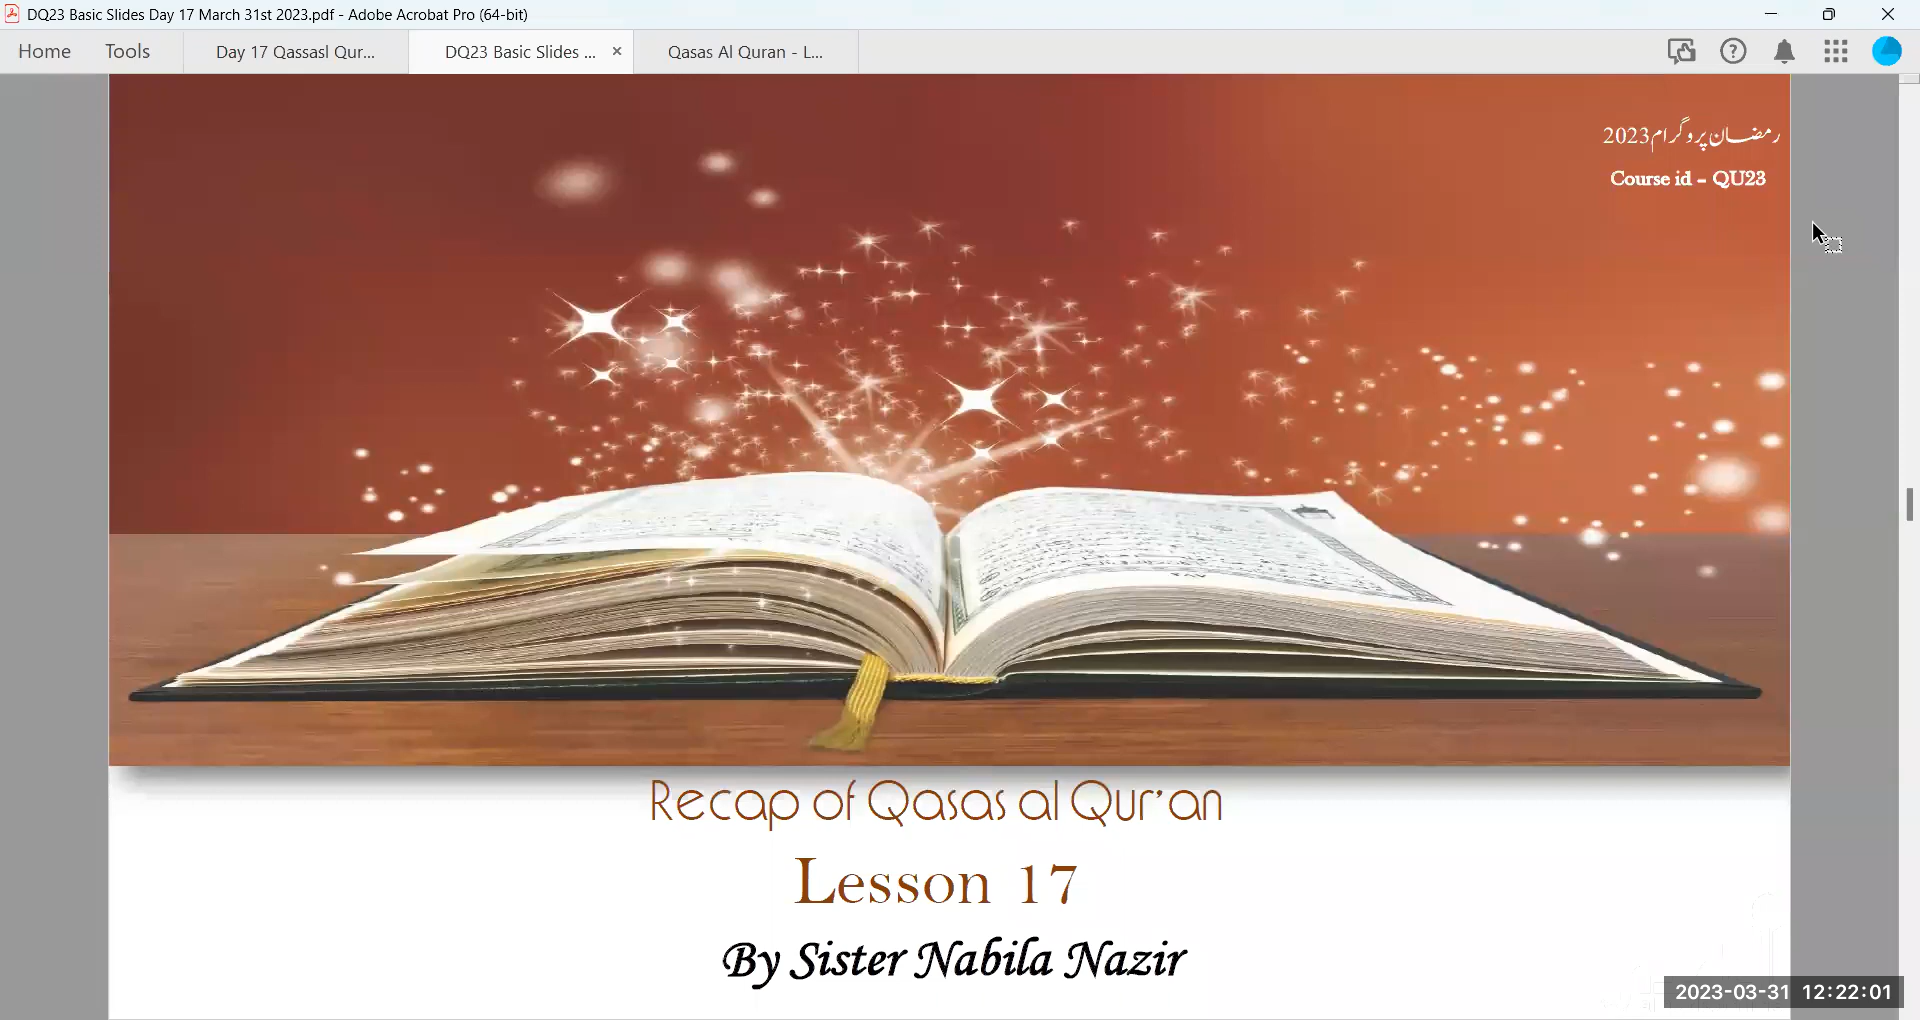 DQ23 Basic Slides Day 17 March 31st 2023.pdf - Adobe Acrobat Pro (64-bit)
Home Tools Day 17 Qassasl Qur... DQ23 Basic Slides ... × Qasas Al Quran - L...
رمضان پروگرام 2023
Course id - QU23
Recap of Qasas al Qur'an
Lesson 17
By Sister Nabila Nazir
2023-03-31 12:22:01